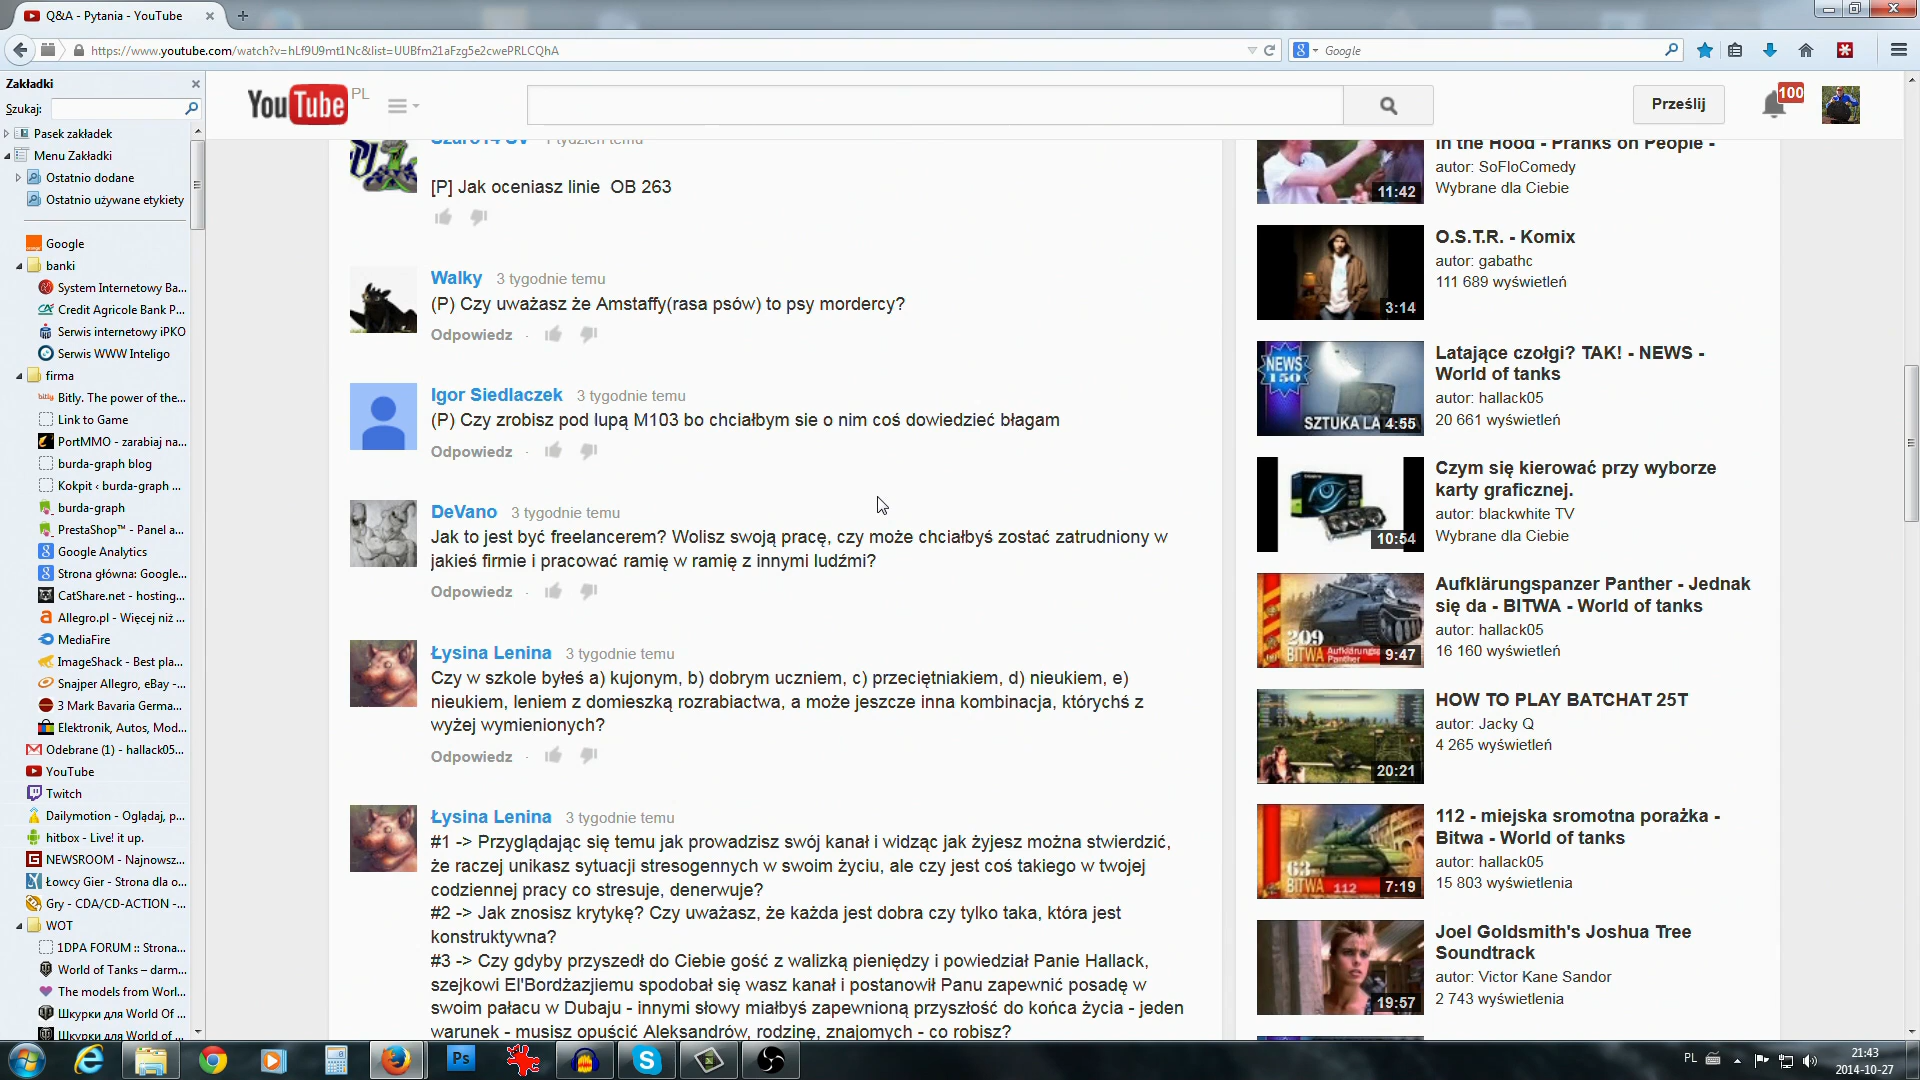 Q&A - Pytania - YouTube
https://www.youtube.com/watch?v=hLf9U9mt1Nc&list=UUBfm21aFzg5e2cwePRLCQhA
Google
Zakładki
Szukaj:
Pasek zakładek
Menu Zakładki
Ostatnio dodane
Ostatnio używane etykiety
Google
banki
System Internetowy Ba...
Credit Agricole Bank P...
Serwis internetowy iPKO
Serwis WWW Inteligo
firma
Bitly. The power of the...
Link to Game
PortMMO - zarabiaj na...
burda-graph blog
Kokpit ‹ burda-graph ...
burda-graph
PrestaShop™ - Panel a...
Google Analytics
Strona główna: Google...
CatShare.net - hosting...
Allegro.pl - Więcej niż ...
MediaFire
ImageShack - Best pla...
Snajper Allegro, eBay -...
3 Mark Bavaria Germa...
Elektronik, Autos, Mod...
Odebrane (1) - hallack05...
YouTube
Twitch
Dailymotion - Oglądaj, p...
hitbox - Live! it up.
NEWSROOM - Najnowsz...
Łowcy Gier - Strona dla o...
Gry - CDA/CD-ACTION -...
WOT
1DPA FORUM :: Strona...
World of Tanks – darm...
The models from Worl...
Шкурки для World Of ...
Шкурки для World of ...
YouTube PL
Prześlij
100
1 tydzień temu
[P] Jak oceniasz linie  OB 263
Walky 3 tygodnie temu
(P) Czy uważasz że Amstaffy(rasa psów) to psy mordercy?
Odpowiedz ·
Igor Siedlaczek 3 tygodnie temu
(P) Czy zrobisz pod lupą M103 bo chciałbym sie o nim coś dowiedzieć błagam
Odpowiedz ·
DeVano 3 tygodnie temu
Jak to jest być freelancerem? Wolisz swoją pracę, czy może chciałbyś zostać zatrudniony w
jakieś firmie i pracować ramię w ramię z innymi ludźmi?
Odpowiedz ·
Łysina Lenina 3 tygodnie temu
Czy w szkole byłeś a) kujonym, b) dobrym uczniem, c) przeciętniakiem, d) nieukiem, e)
nieukiem, leniem z domieszką rozrabiactwa, a może jeszcze inna kombinacja, którychś z
wyżej wymienionych?
Odpowiedz ·
Łysina Lenina 3 tygodnie temu
#1 -> Przyglądając się temu jak prowadzisz swój kanał i widząc jak żyjesz można stwierdzić,
że raczej unikasz sytuacji stresogennych w swoim życiu, ale czy jest coś takiego w twojej
codziennej pracy co stresuje, denerwuje?
#2 -> Jak znosisz krytykę? Czy uważasz, że każda jest dobra czy tylko taka, która jest
konstruktywna?
#3 -> Czy gdyby przyszedł do Ciebie gość z walizką pieniędzy i powiedział Panie Hallack,
szejkowi El'Bordżazjiemu spodobał się wasz kanał i postanowił Panu zapewnić posadę w
swoim pałacu w Dubaju - innymi słowy miałbyś zapewnioną przyszłość do końca życia - jeden
warunek - musisz opuścić Aleksandrów, rodzinę, znajomych - co robisz?
In the Hood - Pranks on People -
autor: SoFloComedy
Wybrane dla Ciebie
11:42
O.S.T.R. - Komix
autor: gabathc
111 689 wyświetleń
3:14
Latające czołgi? TAK! - NEWS -
World of tanks
autor: hallack05
20 661 wyświetleń
NEWS
150
SZTUKA LA
4:55
Czym się kierować przy wyborze
karty graficznej.
autor: blackwhite TV
Wybrane dla Ciebie
10:54
Aufklärungspanzer Panther - Jednak
się da - BITWA - World of tanks
autor: hallack05
16 160 wyświetleń
209
BITWA Aufklärungs
Panther
9:47
HOW TO PLAY BATCHAT 25T
autor: Jacky Q
4 265 wyświetleń
20:21
112 - miejska sromotna porażka -
Bitwa - World of tanks
autor: hallack05
15 803 wyświetlenia
63
BITWA 112
7:19
Joel Goldsmith's Joshua Tree
Soundtrack
autor: Victor Kane Sandor
2 743 wyświetlenia
19:57
Ps
PL
21:43
2014-10-27